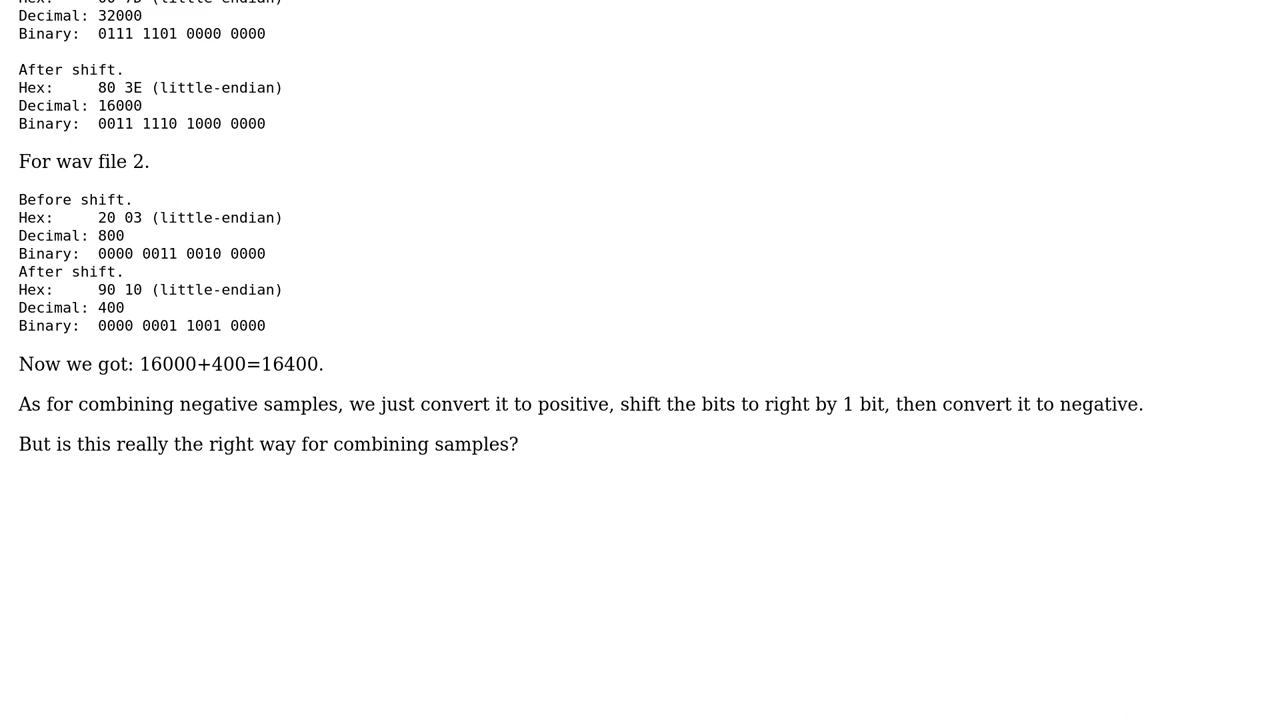 (little-endian)
Decimal: 32000
Binary:  0111 1101 0000 0000
After shift.
Hex:     80 3E (little-endian)
Decimal: 16000
Binary:  0011 1110 1000 0000
For wav file 2.
Before shift.
Hex:     20 03 (little-endian)
Decimal: 800
Binary:  0000 0011 0010 0000
After shift.
Hex:     90 10 (little-endian)
Decimal: 400
Binary:  0000 0001 1001 0000
Now we got: 16000+400=16400.
As for combining negative samples, we just convert it to positive, shift the bits to right by 1 bit, then convert it to negative.
But is this really the right way for combining samples?